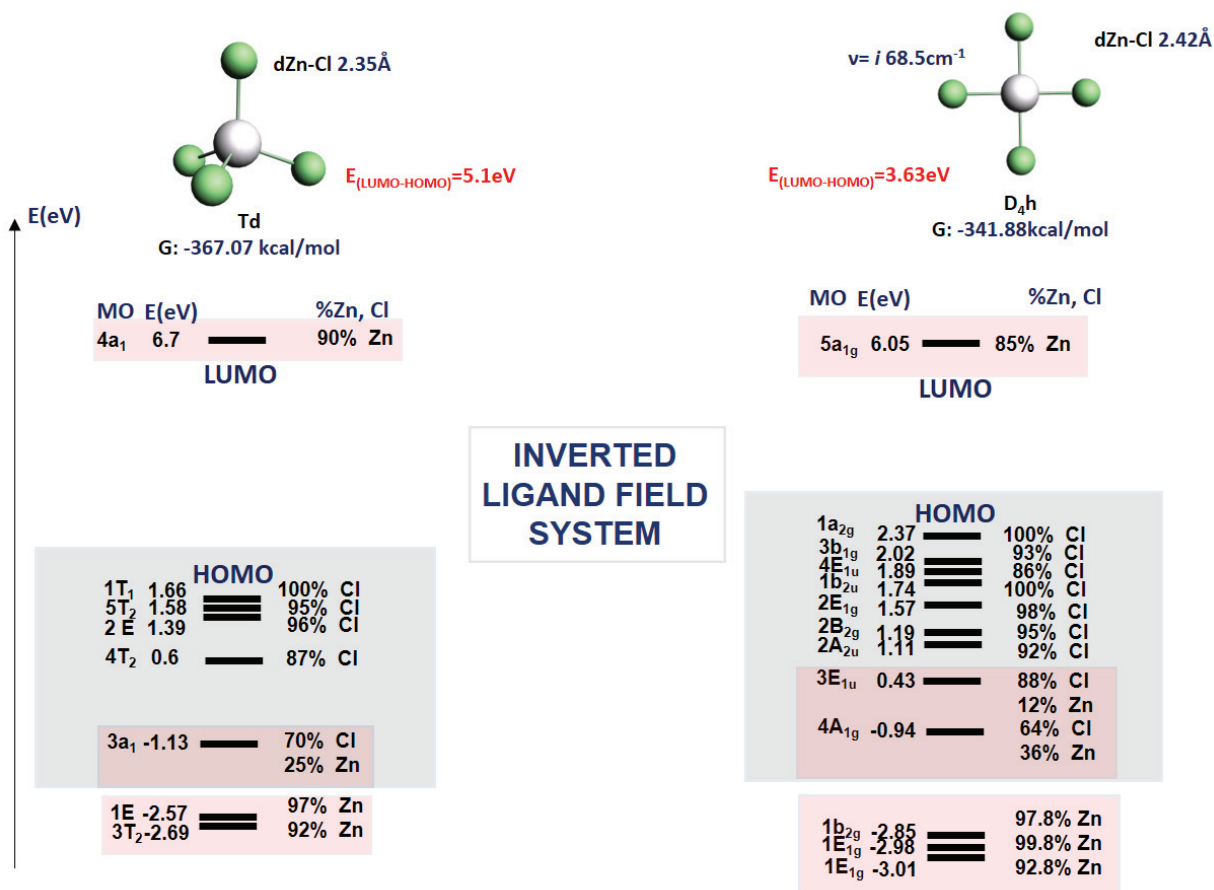 dZn-Cl 2.35Å
E(LUMO-HOMO)=5.1eV
Td
G: -367.07 kcal/mol
E(eV)
MO E(eV) %Zn, Cl
4a1 6.7 90% Zn
LUMO
HOMO
1T1 1.66 100% Cl
5T2 1.58 95% Cl
2 E 1.39 96% Cl
4T2 0.6 87% Cl
3a1 -1.13 70% Cl
25% Zn
1E -2.57 97% Zn
3T2 -2.69 92% Zn
INVERTED
LIGAND FIELD
SYSTEM
ν= i 68.5cm-1
dZn-Cl 2.42Å
E(LUMO-HOMO)=3.63eV
D4h
G: -341.88kcal/mol
MO E(eV) %Zn, Cl
5a1g 6.05 85% Zn
LUMO
HOMO
1a2g 2.37 100% Cl
3b1g 2.02 93% Cl
4E1u 1.89 86% Cl
1b2u 1.74 100% Cl
2E1g 1.57 98% Cl
2B2g 1.19 95% Cl
2A2u 1.11 92% Cl
3E1u 0.43 88% Cl
12% Zn
4A1g -0.94 64% Cl
36% Zn
1b2g -2.85 97.8% Zn
1E1g -2.98 99.8% Zn
1E1g -3.01 92.8% Zn